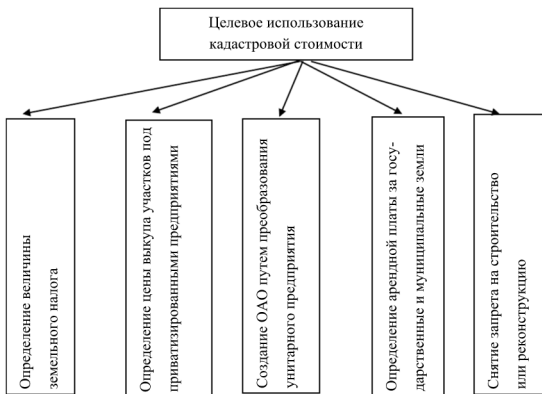 Целевое использование
кадастровой стоимости
Определение величины
земельного налога
Определение цены выкупа участков под
приватизированными предприятиями
Создание ОАО путем преобразования
унитарного предприятия
Определение арендной платы за госу-
дарственные и муниципальные земли
Снятие запрета на строительство
или реконструкцию